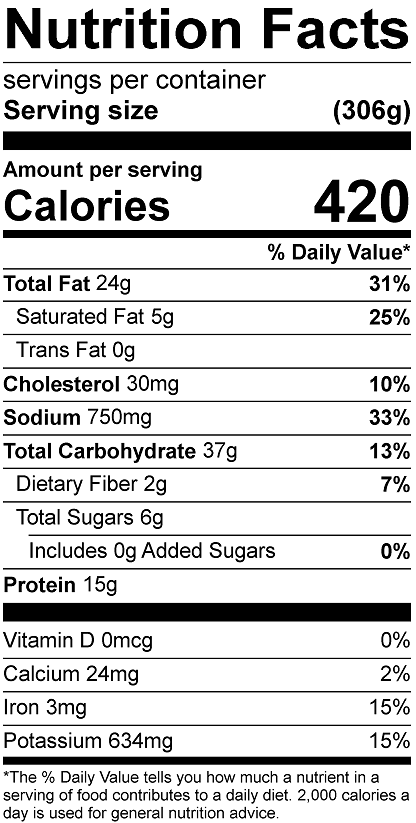 Nutrition Facts
servings per container
Serving size (306g)
Amount per serving
Calories 420
% Daily Value*
Total Fat 24g 31%
Saturated Fat 5g 25%
Trans Fat 0g
Cholesterol 30mg 10%
Sodium 750mg 33%
Total Carbohydrate 37g 13%
Dietary Fiber 2g 7%
Total Sugars 6g
Includes 0g Added Sugars 0%
Protein 15g
Vitamin D 0mcg 0%
Calcium 24mg 2%
Iron 3mg 15%
Potassium 634mg 15%
*The % Daily Value tells you how much a nutrient in a
serving of food contributes to a daily diet. 2,000 calories a
day is used for general nutrition advice.